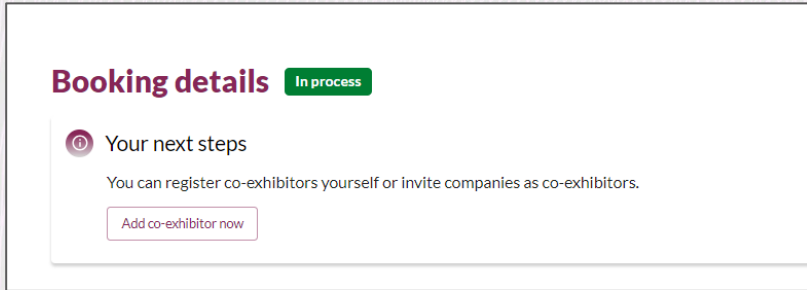 Booking details In process
Your next steps
You can register co-exhibitors yourself or invite companies as co-exhibitors.
Add co-exhibitor now